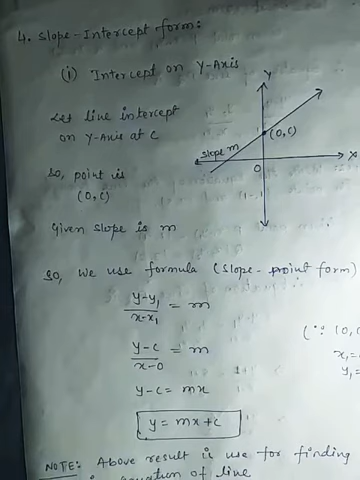 4. Slope-Intercept form:
(i) Intercept on Y-Axis
Y
Let line intercept
on Y-Axis at C
(0,C)
slope m
X
O
So, point is
(0,C)
Given slope is m
So, We use formula (slope-point form)
y-y₁/x-x₁ = m
(∵ (0,C
y-c/x-0 = m
x₁=
y₁=
y-c = mx
y = mx+c
NOTE: Above result is use for finding
equation of line